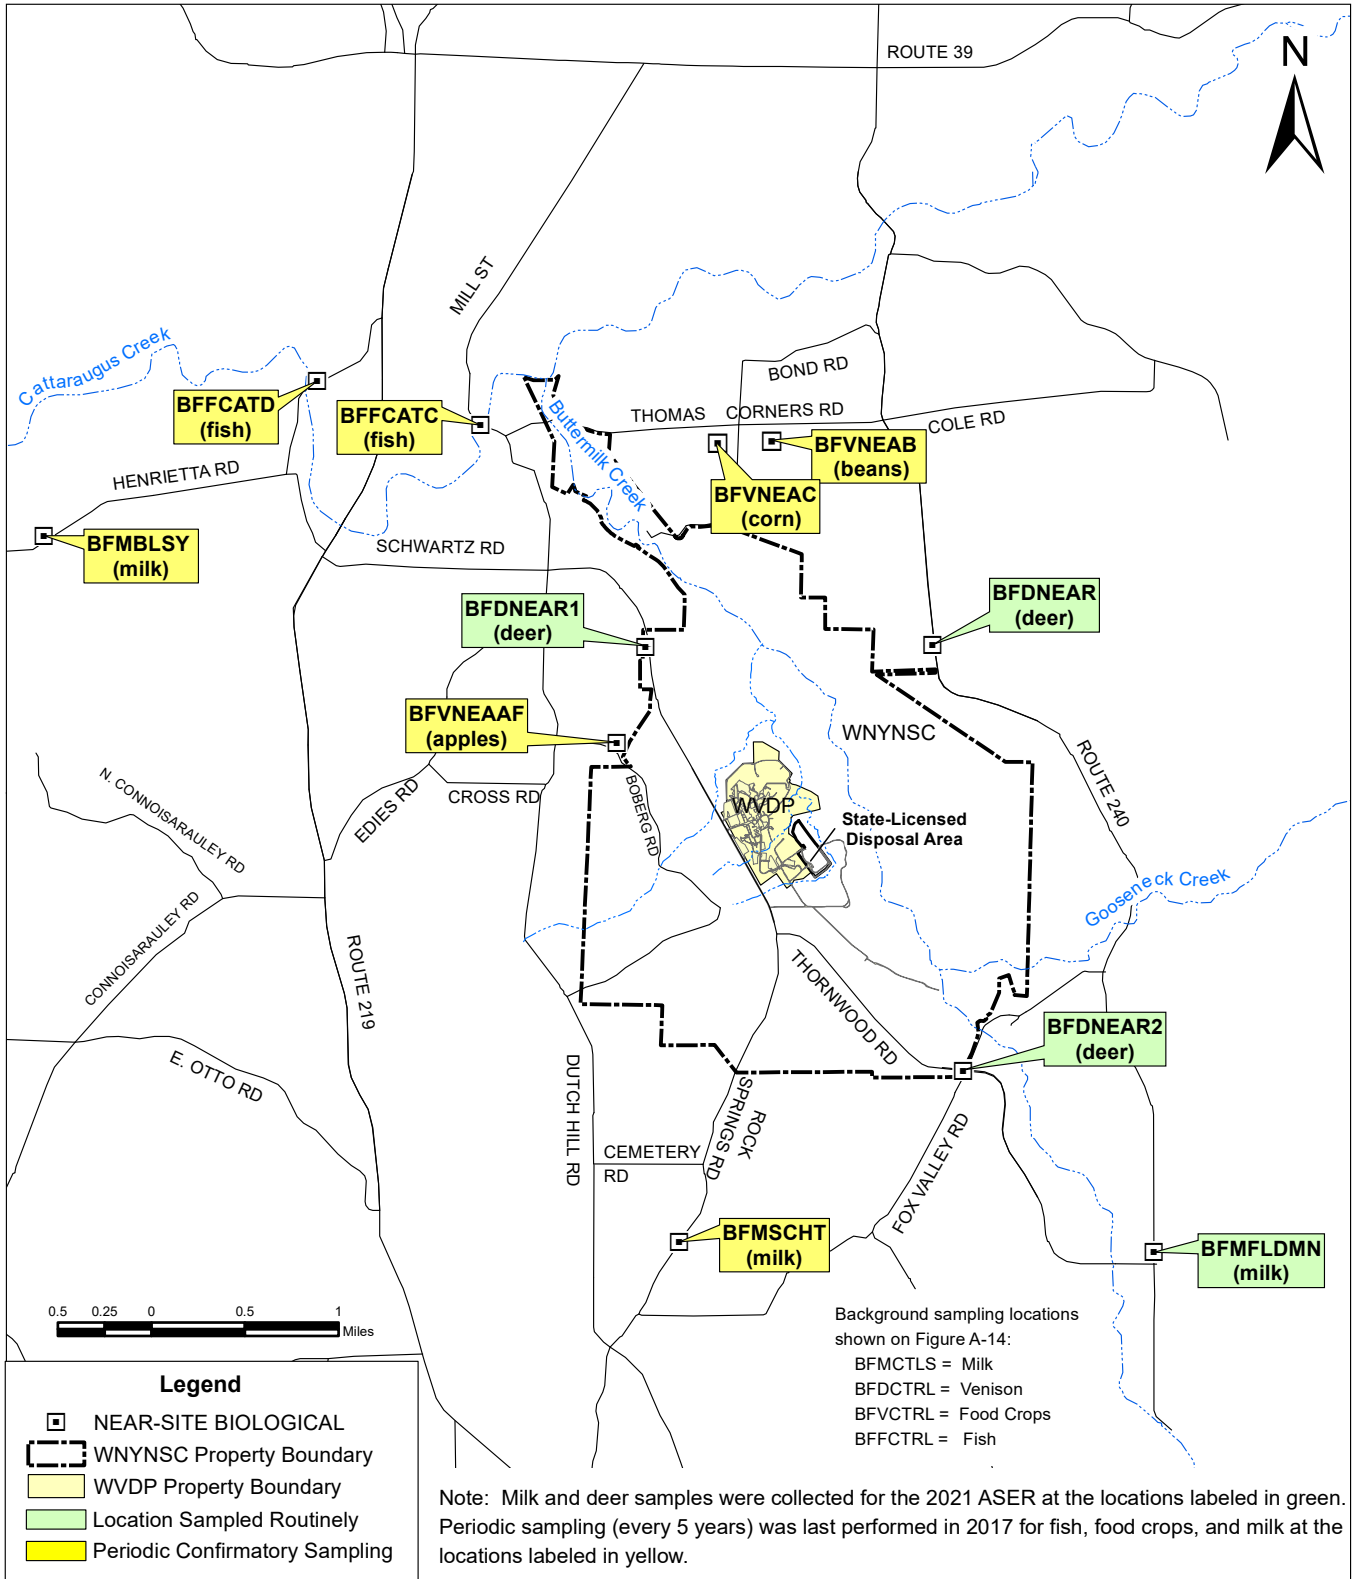 ROUTE 39
N
MILL ST
Cattaraugus Creek
BFFCATD
(fish)
BFFCATC
(fish)
BOND RD
THOMAS CORNERS RD
COLE RD
Buttermilk Creek
BFVNEAB
(beans)
BFVNEAC
(corn)
HENRIETTA RD
BFMBLSY
(milk)
SCHWARTZ RD
BFDNEAR1
(deer)
BFDNEAR
(deer)
BFVNEAAF
(apples)
WNYNSC
ROUTE 240
N. CONNOISARAULEY RD
EDIES RD
CROSS RD
BOBERG RD
WVDP
State-Licensed
Disposal Area
Gooseneck Creek
CONNOISARAULEY RD
ROUTE 219
THORNWOOD RD
BFDNEAR2
(deer)
E. OTTO RD
DUTCH HILL RD
ROCK
SPRINGS RD
CEMETERY
RD
FOX VALLEY RD
BFMSCHT
(milk)
BFMFLDMN
(milk)
0.5 0.25 0 0.5 1
Miles
Background sampling locations
shown on Figure A-14:
BFMCTLS = Milk
BFDCTRL = Venison
BFVCTRL = Food Crops
BFFCTRL = Fish
Legend
NEAR-SITE BIOLOGICAL
WNYNSC Property Boundary
WVDP Property Boundary
Location Sampled Routinely
Periodic Confirmatory Sampling
Note: Milk and deer samples were collected for the 2021 ASER at the locations labeled in green.
Periodic sampling (every 5 years) was last performed in 2017 for fish, food crops, and milk at the
locations labeled in yellow.